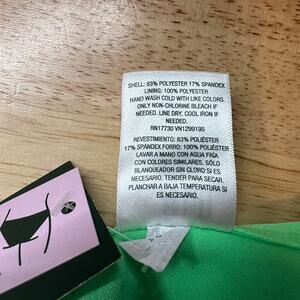 SHELL: 83% POLYESTER 17% SPANDEX
LINING: 100% POLYESTER
HAND WASH COLD WITH LIKE COLORS.
ONLY NON-CHLORINE BLEACH IF
NEEDED. LINE DRY. COOL IRON IF
NEEDED.
RN17730 VN1299195
REVESTIMIENTO: 83% POLIÉSTER
17% SPANDEX FORRO: 100% POLIÉSTER
LAVAR A MANO CON AGUA FRÍA
CON COLORES SIMILARES. SÓLO
BLANQUEADOR SIN CLORO SI ES
NECESARIO. TENDER PARA SECAR.
PLANCHAR A BAJA TEMPERATURA SI
ES NECESARIO.